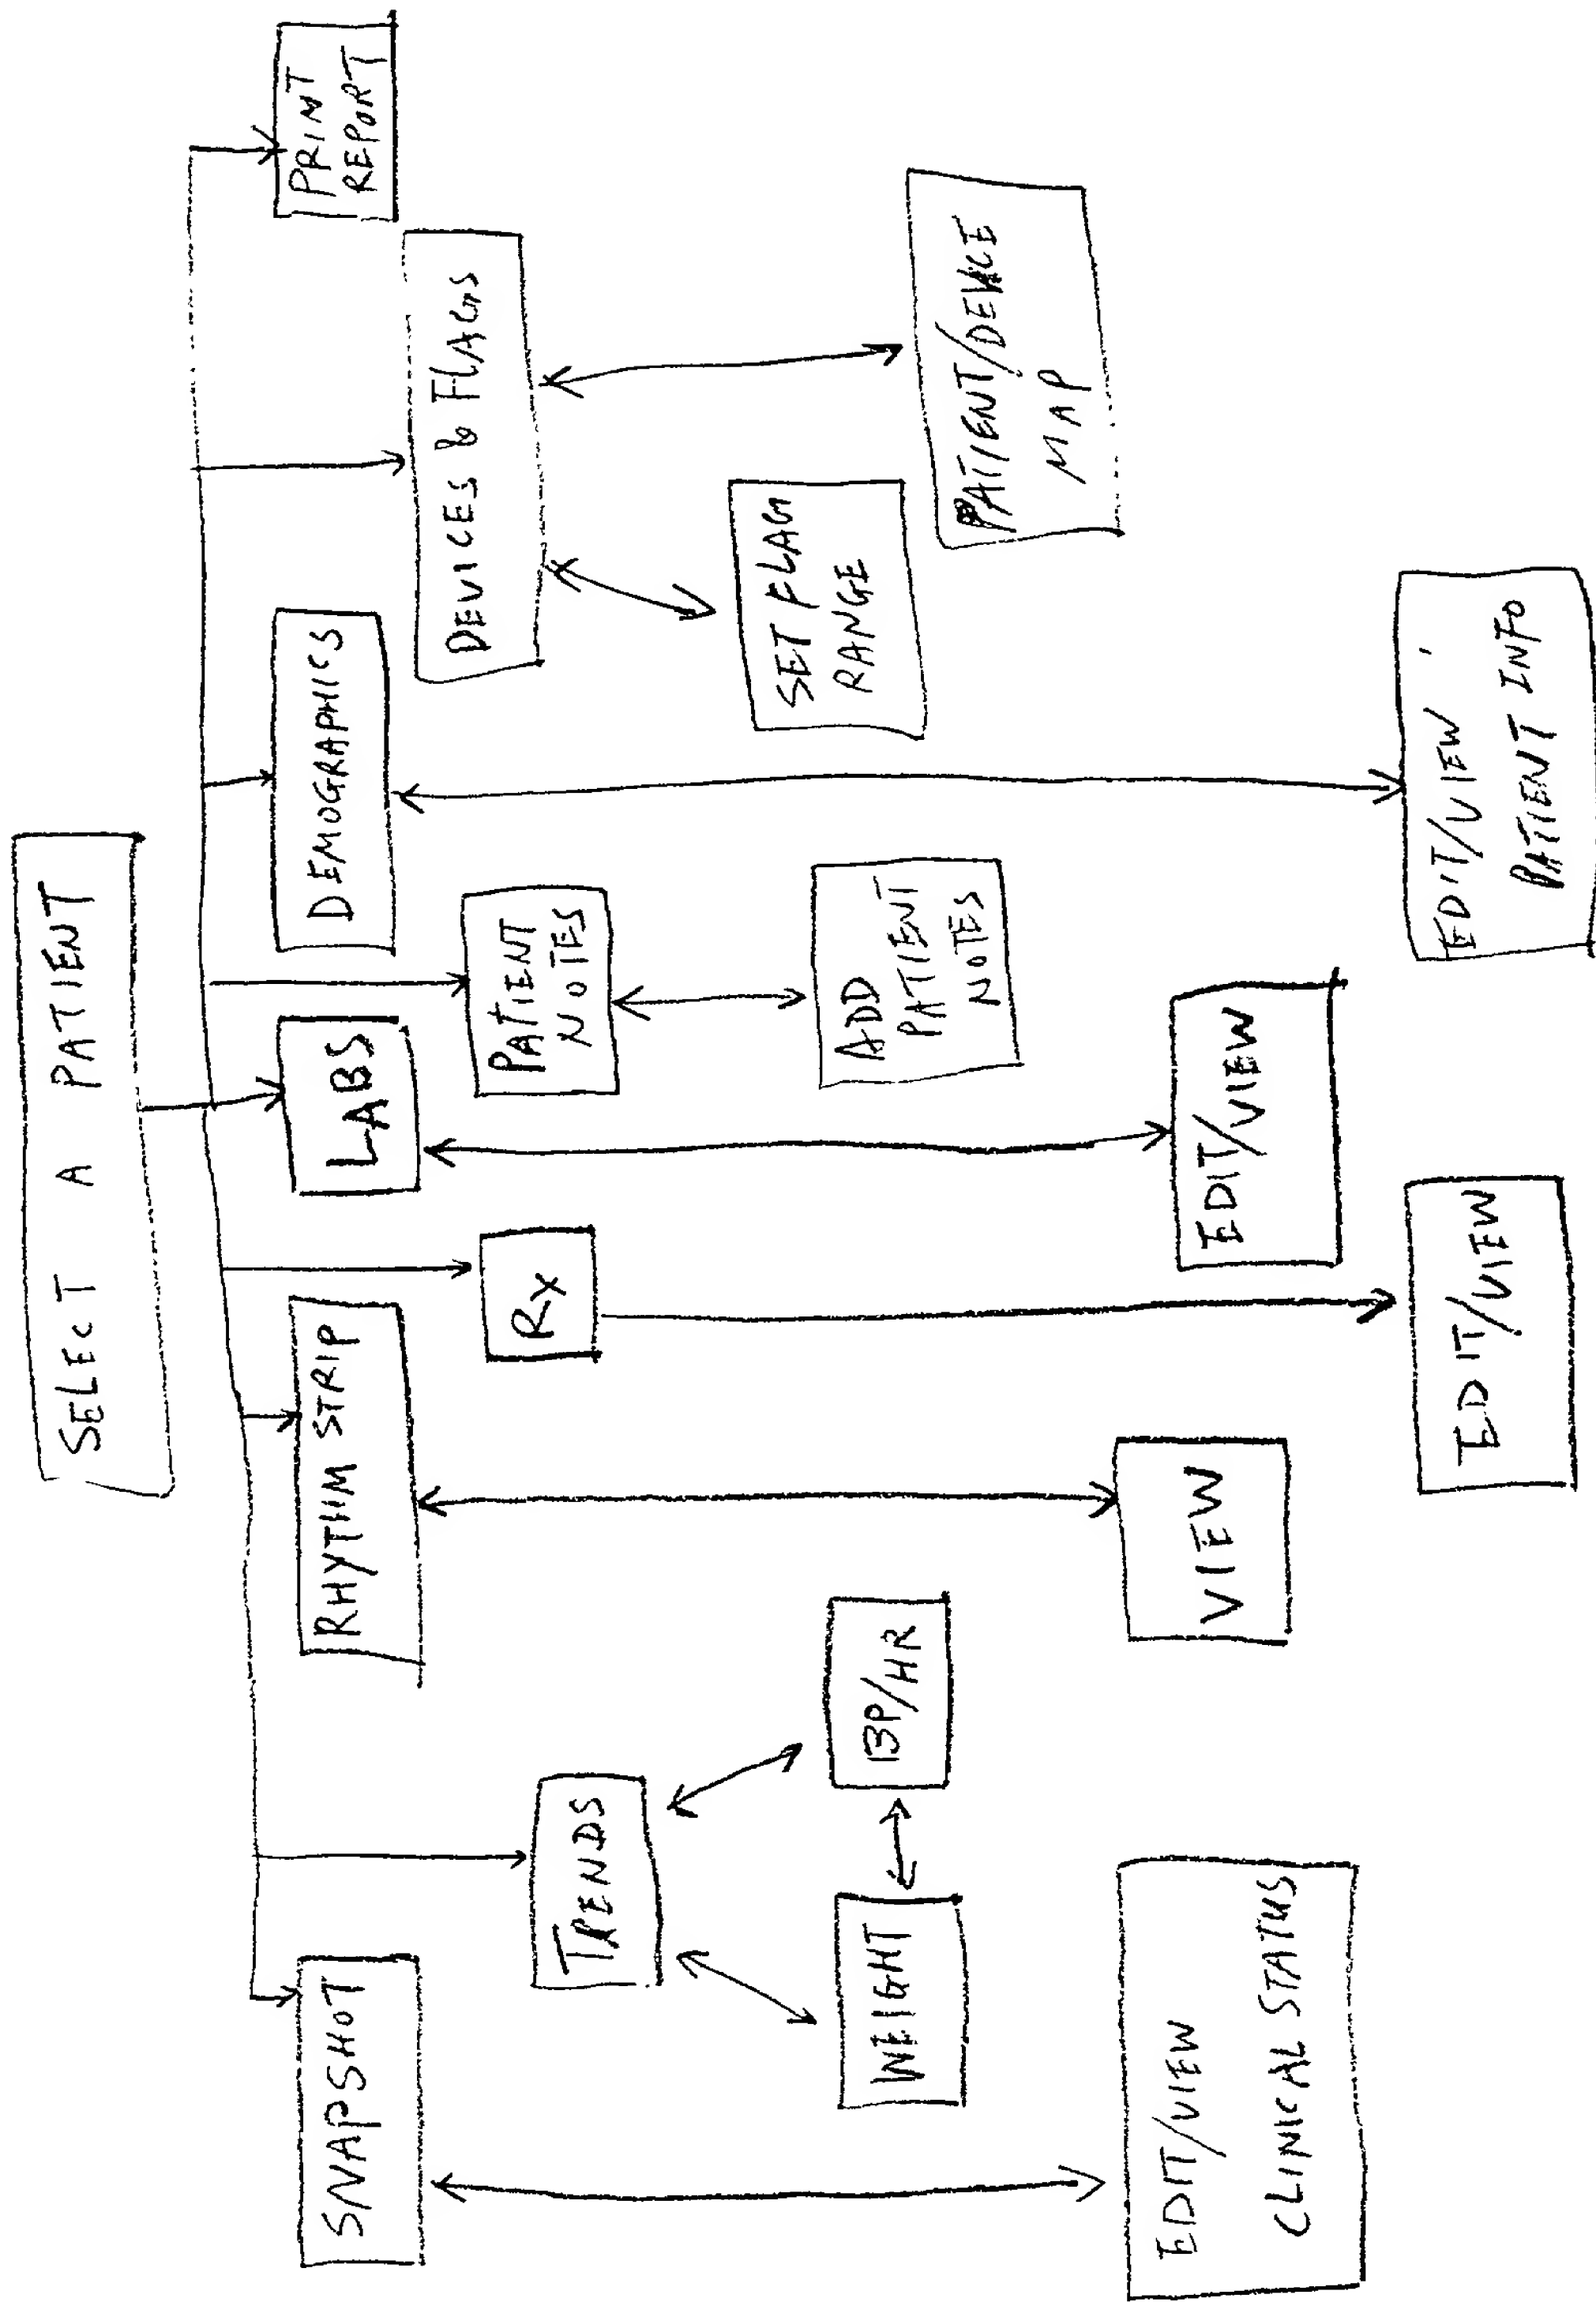 SELECT A PATIENT
SNAPSHOT
TRENDS
RHYTHM STRIP
Rx
LABS
PATIENT
NOTES
DEMOGRAPHICS
DEVICES & FLAGS
PRINT
REPORT
WEIGHT
BP/HR
ADD
PATIENT
NOTES
SET FLAG
RANGE
PATIENT/DEVICE
MAP
EDIT/VIEW
CLINICAL STATUS
VIEW
EDIT/VIEW
EDIT/VIEW
EDIT/VIEW
PATIENT INFO